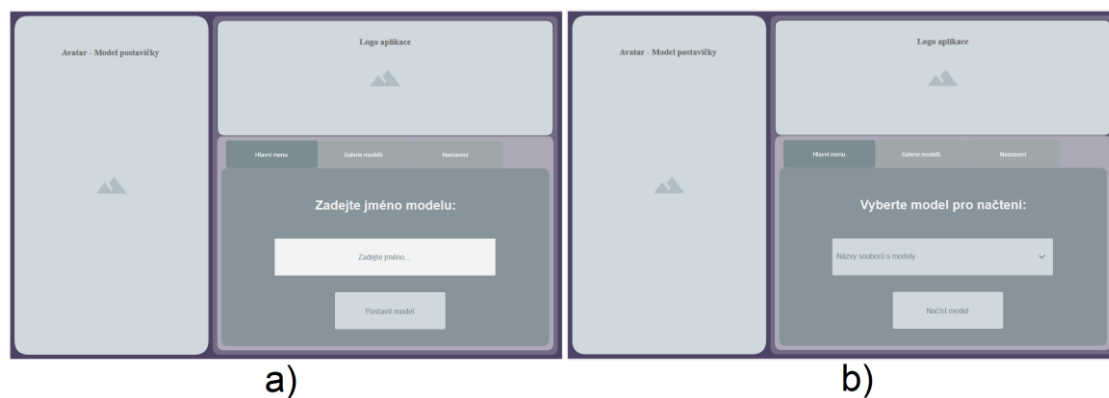 Avatar - Model postavičky
Logo aplikace
Hlavní menu
Galerie modelů
Nastavení
Zadejte jméno modelu:
Zadejte jméno...
Postavit model
a)
Avatar - Model postavičky
Logo aplikace
Hlavní menu
Galerie modelů
Nastavení
Vyberte model pro načtení:
Názvy souborů s modely
Načíst model
b)